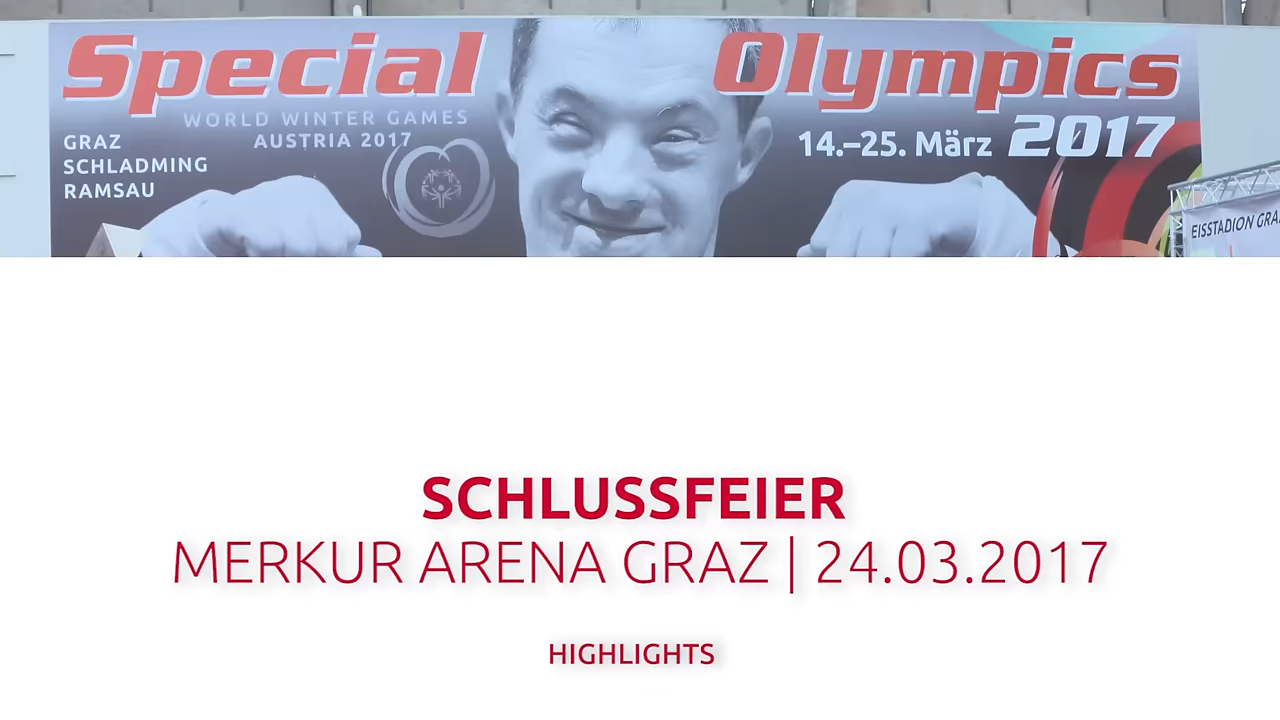 Special Olympics
WORLD WINTER GAMES
AUSTRIA 2017
GRAZ
SCHLADMING
RAMSAU
14.–25. März 2017
EISSTADION GRA
SCHLUSSFEIER
MERKUR ARENA GRAZ | 24.03.2017
HIGHLIGHTS